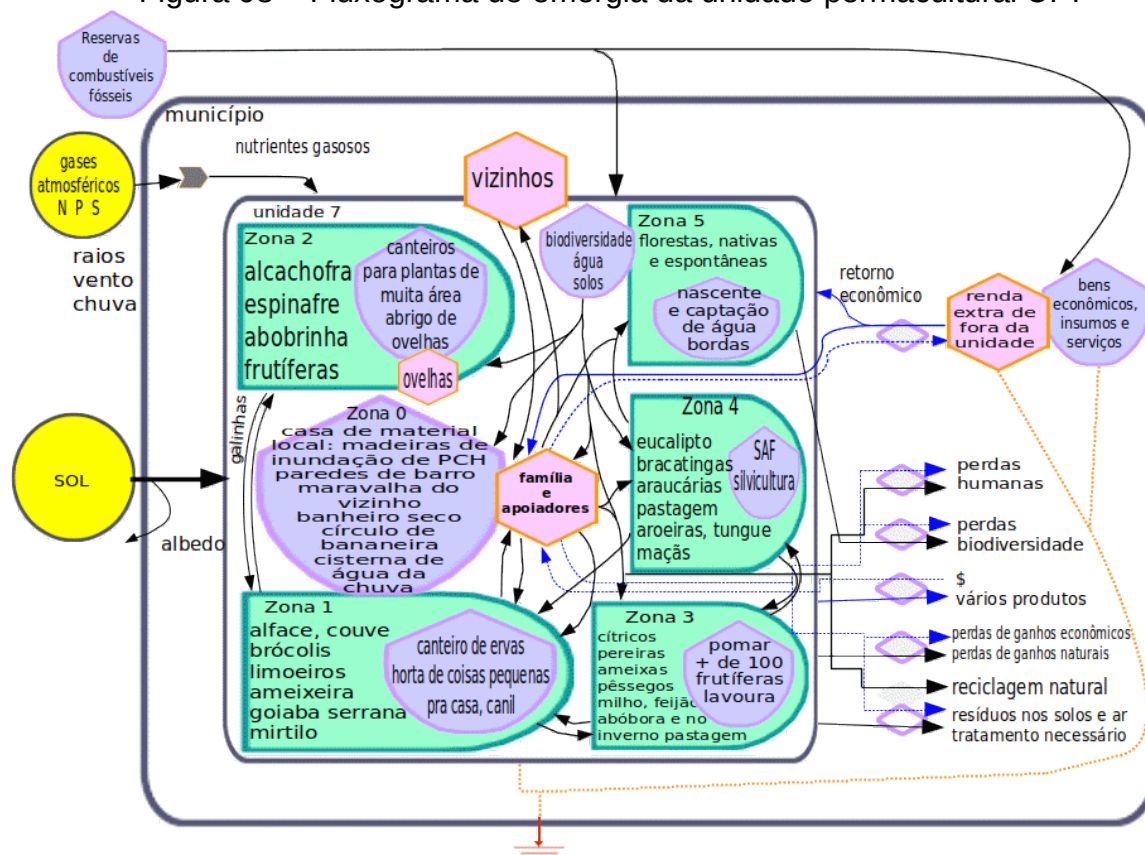 Reservas
de
combustíveis
fósseis
município
gases
atmosféricos
N P S
nutrientes gasosos
raios
vento
chuva
vizinhos
unidade 7
Zona 2
alcachofra
espinafre
abobrinha
frutíferas
canteiros
para plantas de
muita área
abrigo de
ovelhas
ovelhas
biodiversidade
água
solos
Zona 5
florestas, nativas
e espontâneas
nascente
e captação
de água
bordas
retorno
econômico
renda
extra de
fora da
unidade
bens
econômicos,
insumos e
serviços
galinhas
SOL
albedo
Zona 0
casa de material
local: madeiras de
inundação de PCH
paredes de barro
maravalha do
vizinho
banheiro seco
círculo de
bananeira
cisterna de
água da
chuva
família
e
apoiadores
Zona 4
eucalipto
bracatingas
araucárias
pastagem
aroeiras, tungue
maçãs
SAF
silvicultura
Zona 1
alface, couve
brócolis
limoeiros
ameixeira
goiaba serrana
mirtilo
canteiro de ervas
horta de coisas pequenas
pra casa, canil
Zona 3
cítricos
pereiras
ameixas
pêssegos
milho, feijão
abóbora e no
inverno pastagem
pomar
+ de 100
frutíferas
lavoura
perdas
humanas
perdas
biodiversidade
$
vários produtos
perdas de ganhos econômicos
perdas de ganhos naturais
reciclagem natural
resíduos nos solos e ar
tratamento necessário